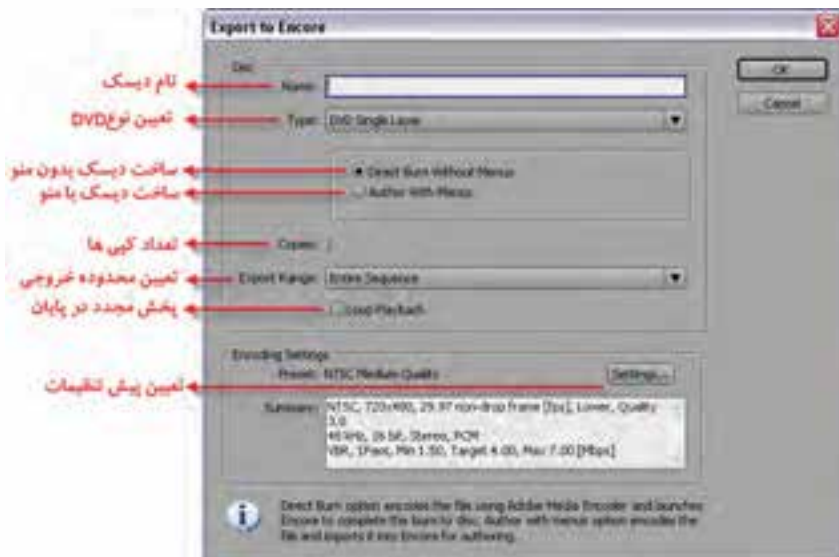 Export to Encore
Disc
نام دیسک
Name:
OK
تعیین نوع DVD
Type: DVD Single Layer
Cancel
ساخت دیسک بدون منو
Direct Burn Without Menus
ساخت دیسک با منو
Author With Menus
تعداد کپی ها
Copies: 1
تعیین محدوده خروجی
Export Range: Entire Sequence
پخش مجدد در پایان
Loop Playback
Encoding Settings
Preset: NTSC Medium Quality
Settings...
تعیین پیش تنظیمات
Summary: NTSC, 720x480, 29.97 non-drop frame [fps], Lower, Quality
3.0
48 kHz, 16 bit, Stereo, PCM
VBR, 1 Pass, Min 1.50, Target 4.00, Max 7.00 [Mbps]
Direct Burn option encodes the file using Adobe Media Encoder and launches
Encore to complete the burn to disc. Author with menus option encodes the
file and exports it into Encore for authoring.